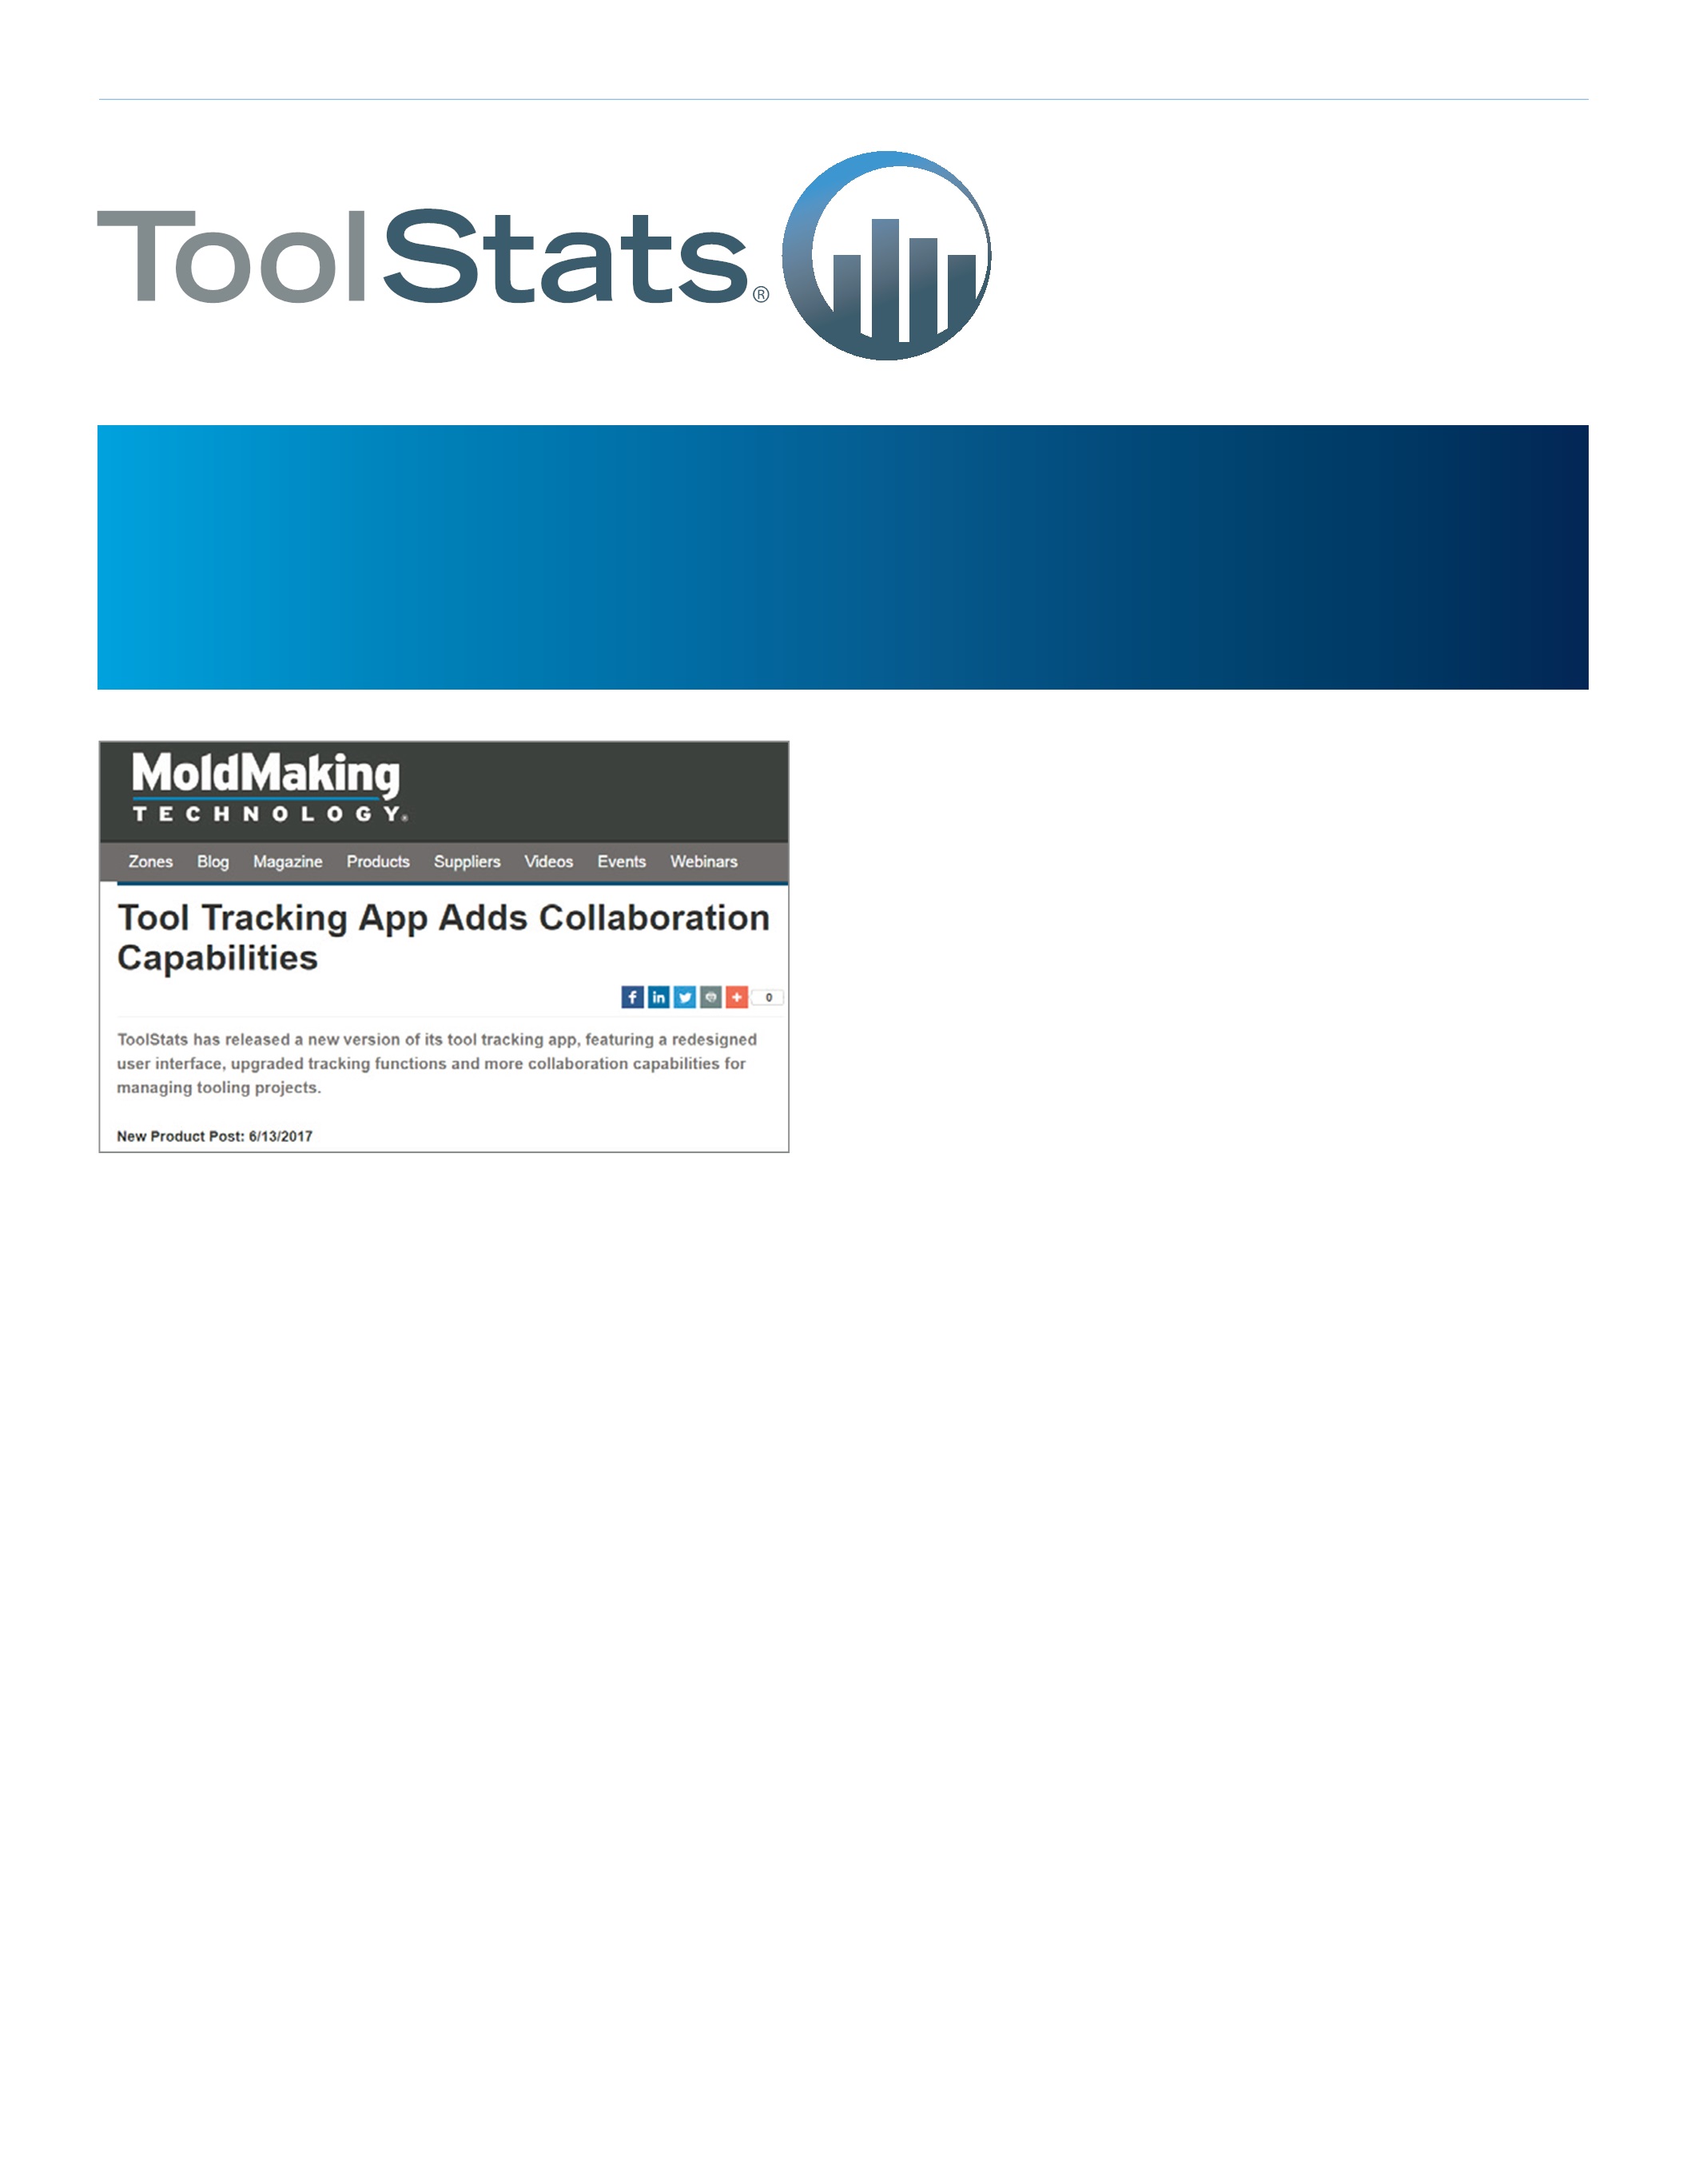 ToolStats®
MoldMaking
TECHNOLOGY®
Zones Blog Magazine Products Suppliers Videos Events Webinars
Tool Tracking App Adds Collaboration
Capabilities
f in + 0
ToolStats has released a new version of its tool tracking app, featuring a redesigned
user interface, upgraded tracking functions and more collaboration capabilities for
managing tooling projects.
New Product Post: 6/13/2017